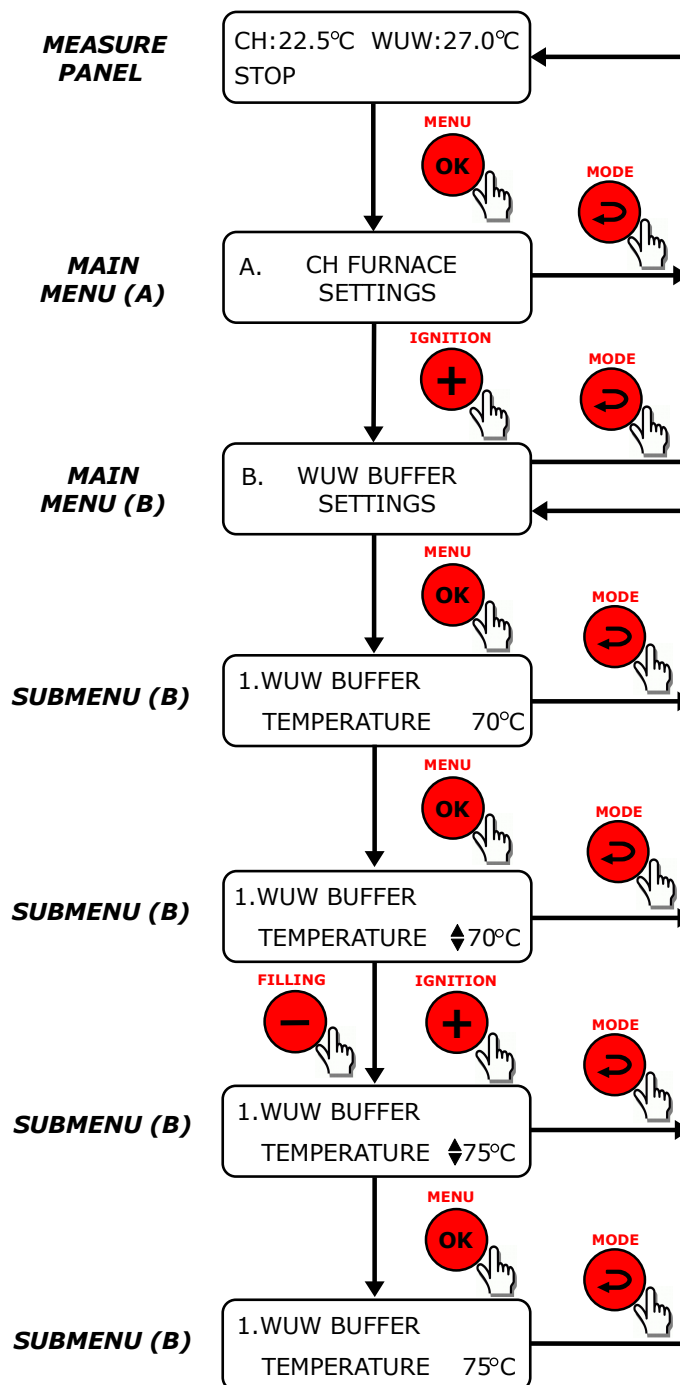 MEASURE
PANEL
CH:22.5°C WUW:27.0°C
STOP
MENU
OK
MODE
MAIN
MENU (A)
A. CH FURNACE
SETTINGS
IGNITION
+
MODE
MAIN
MENU (B)
B. WUW BUFFER
SETTINGS
MENU
OK
MODE
SUBMENU (B)
1.WUW BUFFER
TEMPERATURE 70°C
MENU
OK
MODE
SUBMENU (B)
1.WUW BUFFER
TEMPERATURE 70°C
FILLING
−
IGNITION
+
MODE
SUBMENU (B)
1.WUW BUFFER
TEMPERATURE 75°C
MENU
OK
MODE
SUBMENU (B)
1.WUW BUFFER
TEMPERATURE 75°C